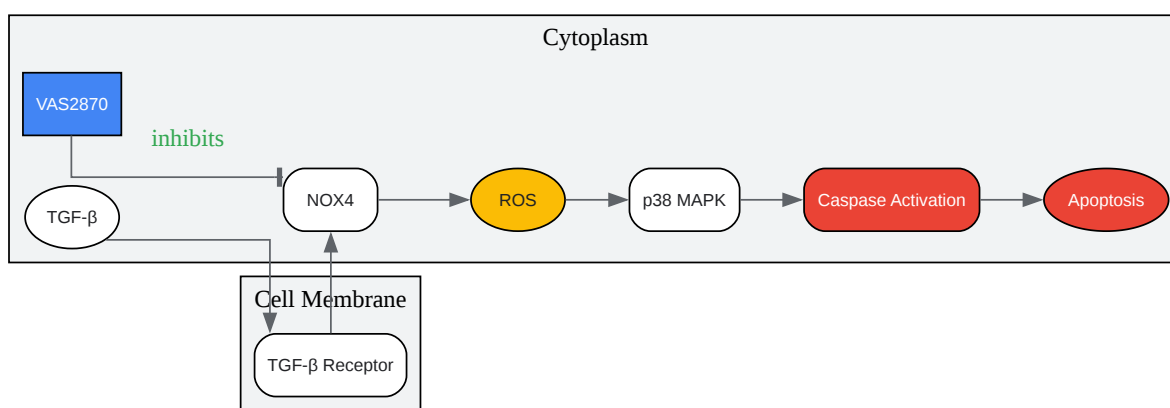 Cytoplasm
VAS2870
inhibits
NOX4
ROS
p38 MAPK
Caspase Activation
Apoptosis
TGF-β
Cell Membrane
TGF-β Receptor